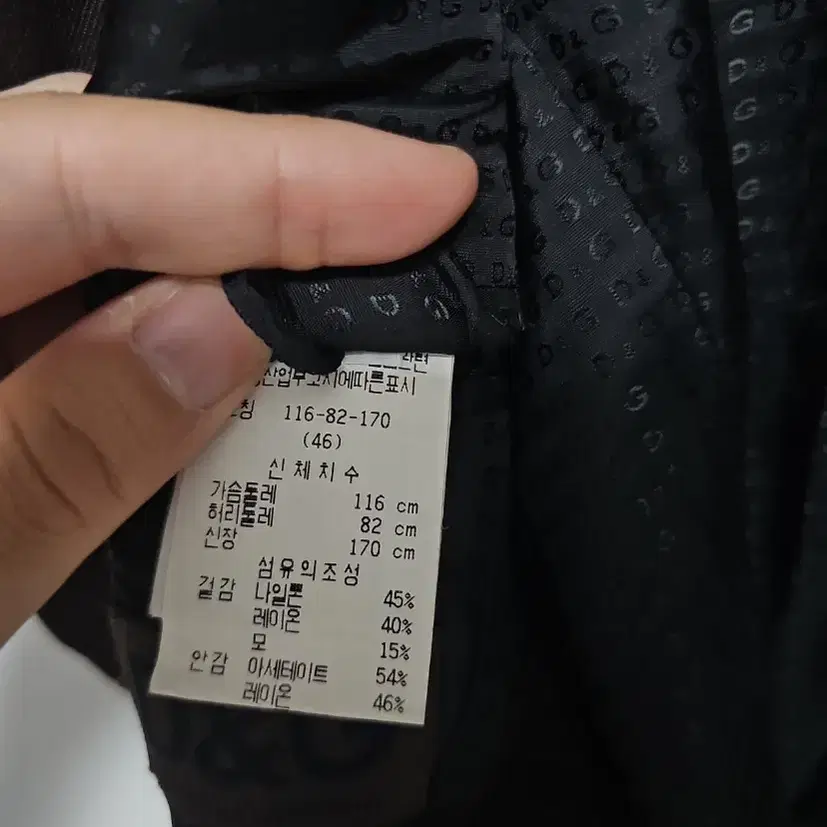 산업부고시에따른표시
칭 116-82-170
(46)
신체치수
가슴둘레 116 cm
허리둘레 82 cm
신장 170 cm
섬유의조성
겉감 나일론 45%
레이온 40%
모 15%
안감 아세테이트 54%
레이온 46%
D&G